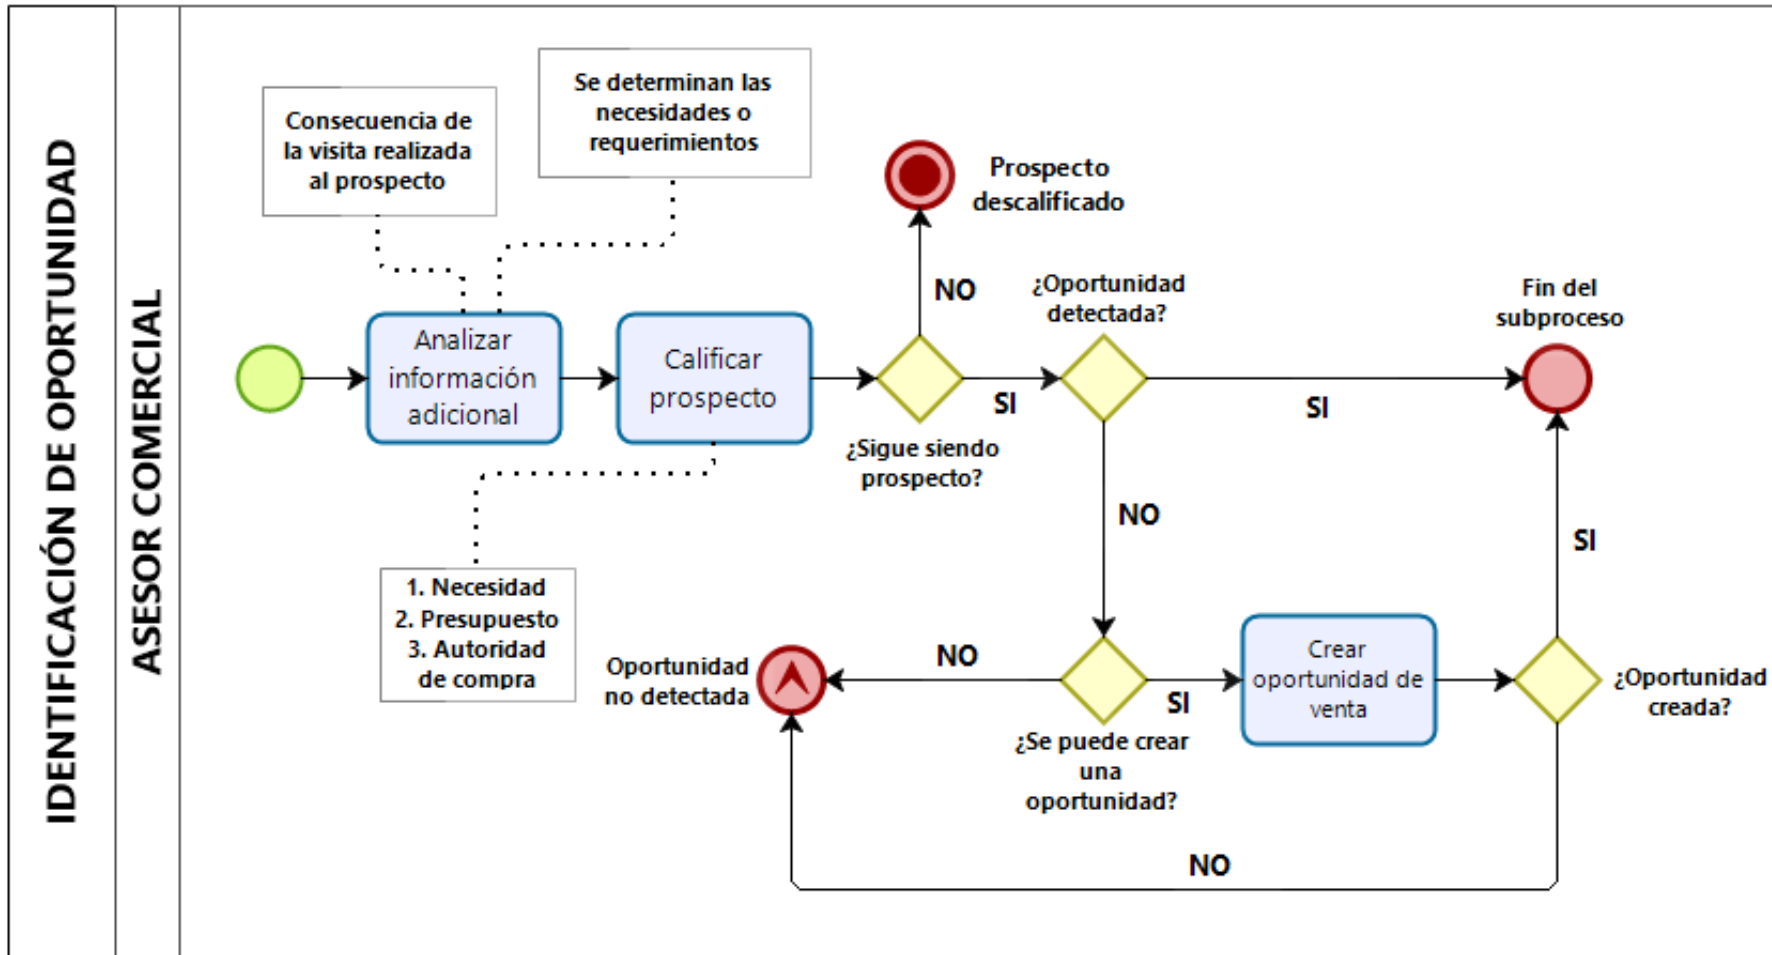 IDENTIFICACIÓN DE OPORTUNIDAD
ASESOR COMERCIAL
Consecuencia de
la visita realizada
al prospecto
Se determinan las
necesidades o
requerimientos
Analizar
información
adicional
Calificar
prospecto
1. Necesidad
2. Presupuesto
3. Autoridad
de compra
¿Sigue siendo
prospecto?
NO
Prospecto
descalificado
SI
¿Oportunidad
detectada?
SI
Fin del
subproceso
NO
¿Se puede crear
una
oportunidad?
NO
Oportunidad
no detectada
SI
Crear
oportunidad de
venta
¿Oportunidad
creada?
SI
NO